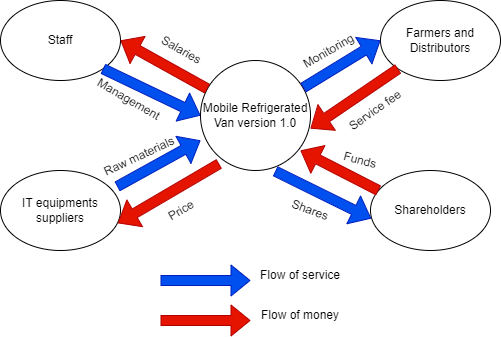 Staff
Salaries
Management
Monitoring
Farmers and
Distributors
Service fee
Mobile Refrigerated
Van version 1.0
Raw materials
IT equipments
suppliers
Price
Funds
Shares
Shareholders
Flow of service
Flow of money